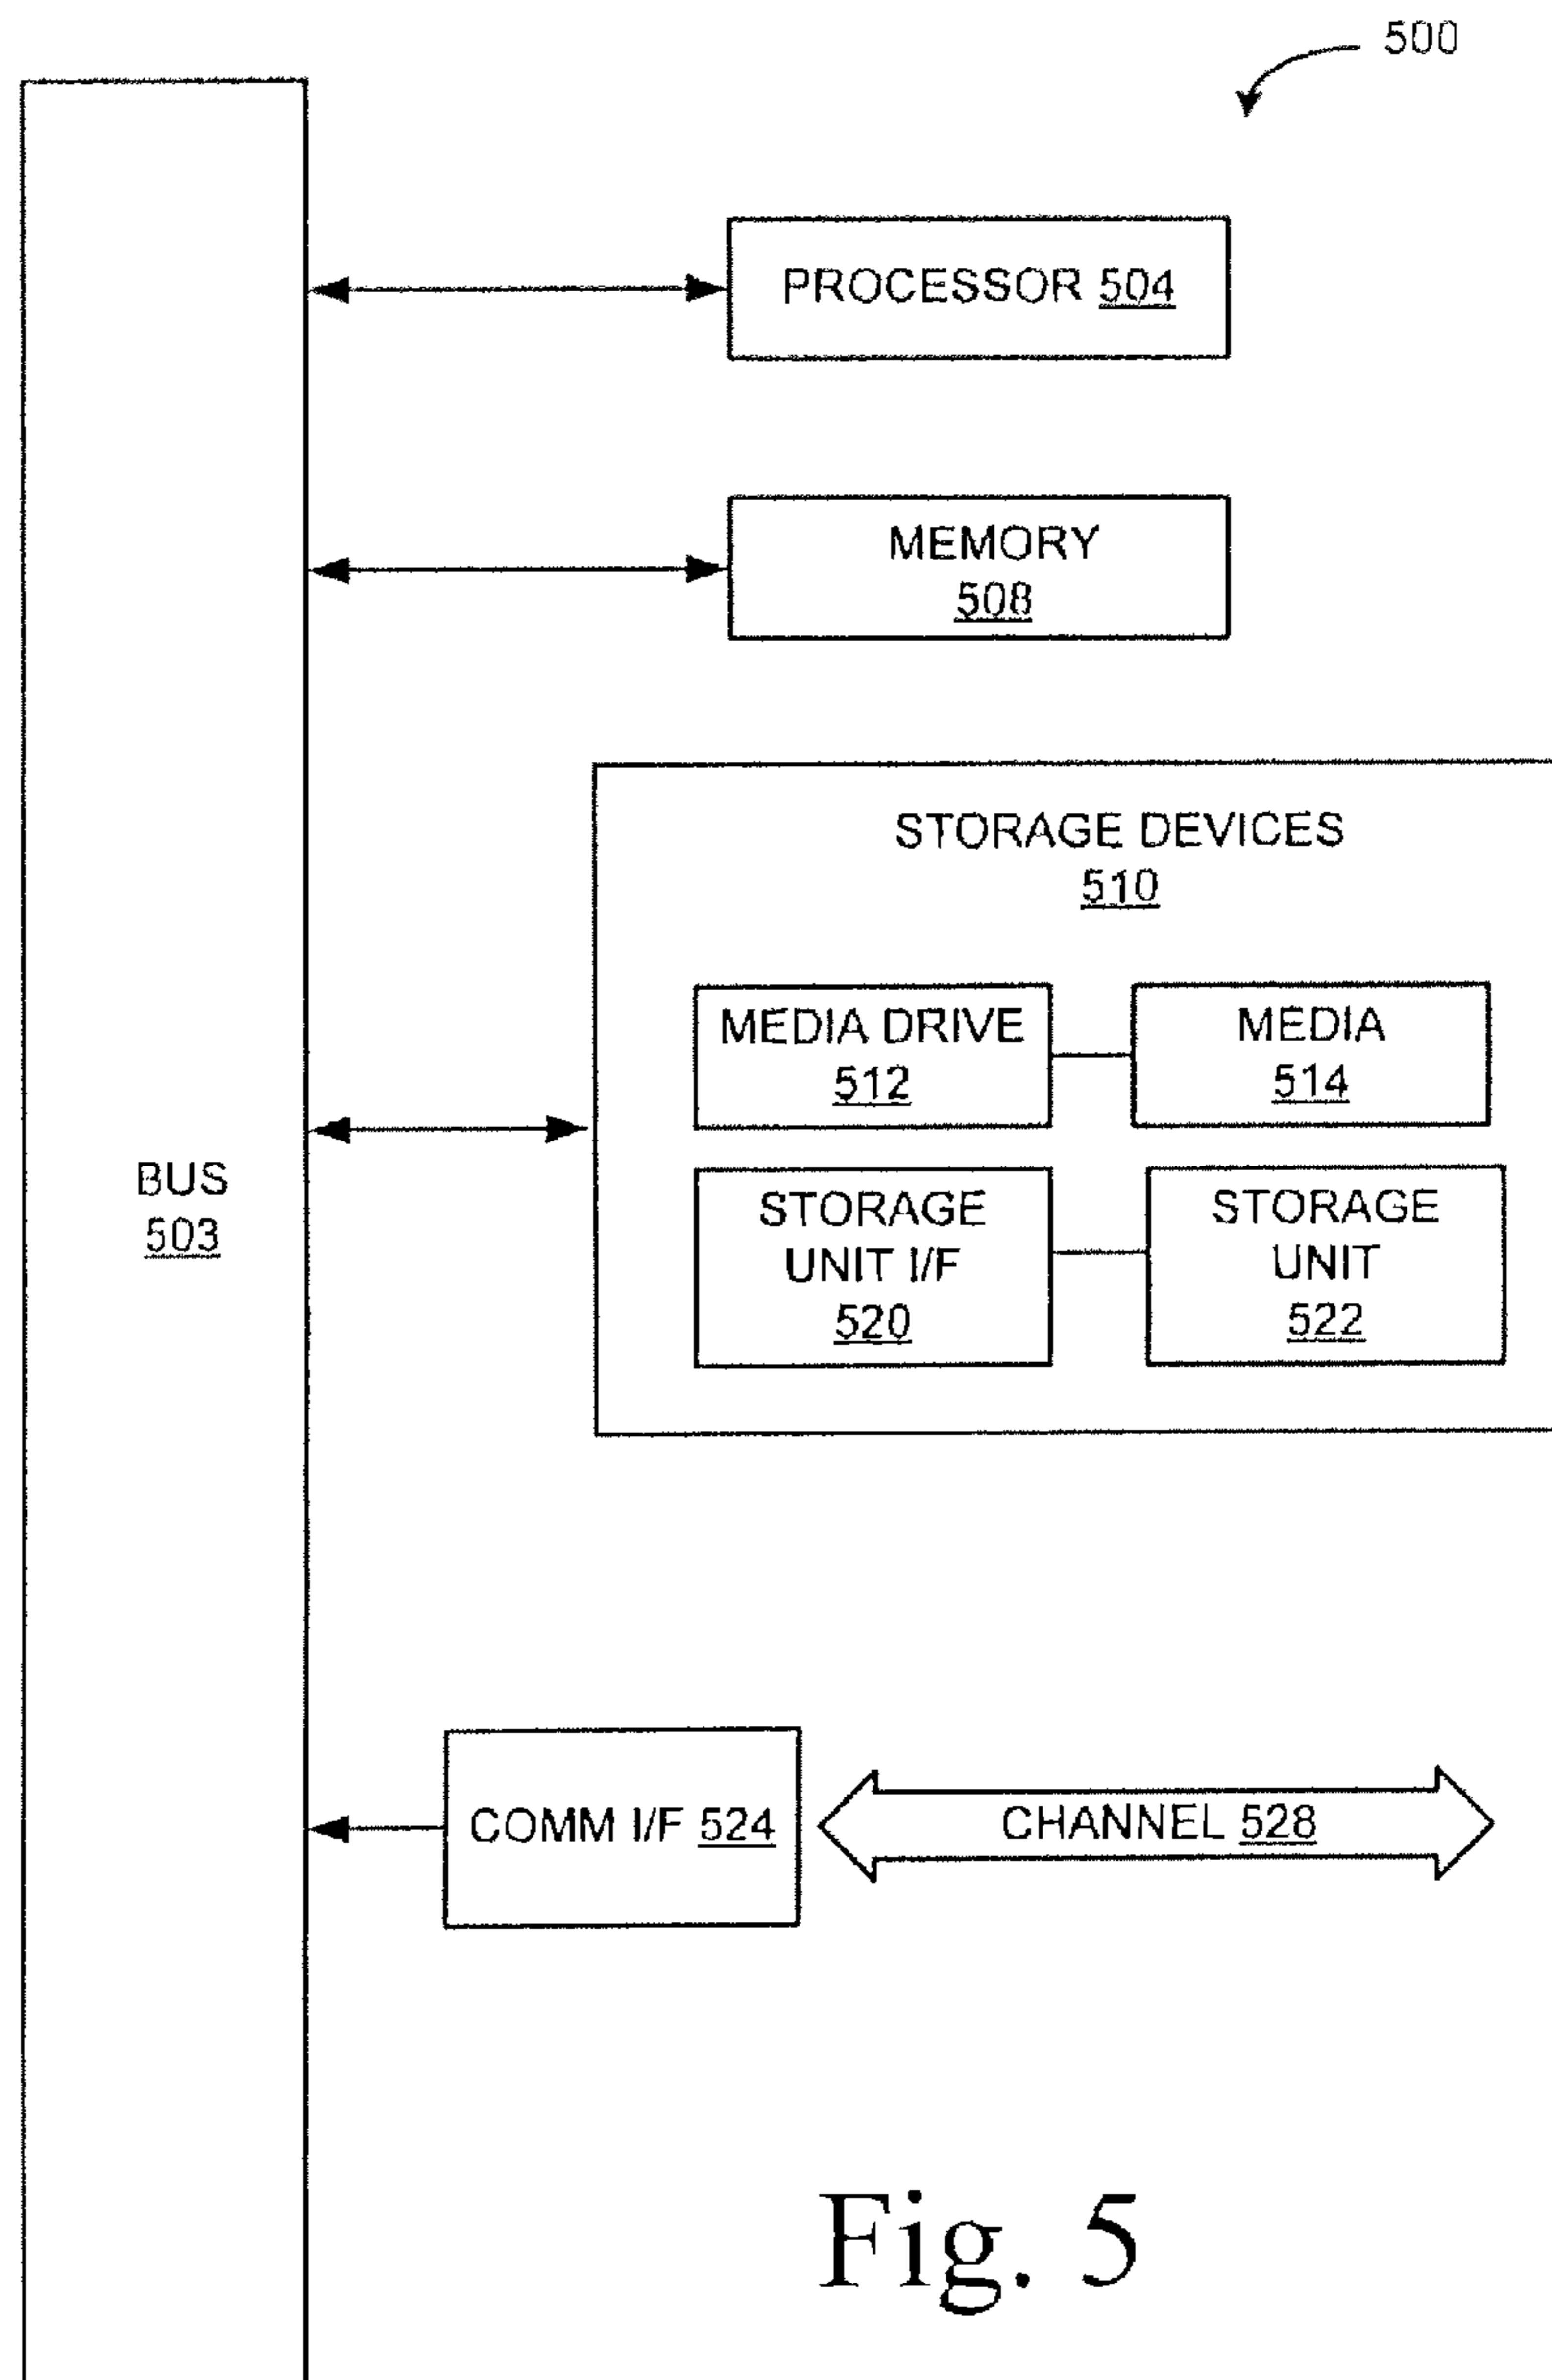 500
PROCESSOR 504
MEMORY
508
STORAGE DEVICES
510
MEDIA DRIVE
512
MEDIA
514
BUS
503
STORAGE
UNIT I/F
520
STORAGE
UNIT
522
COMM I/F 524
CHANNEL 528
Fig. 5